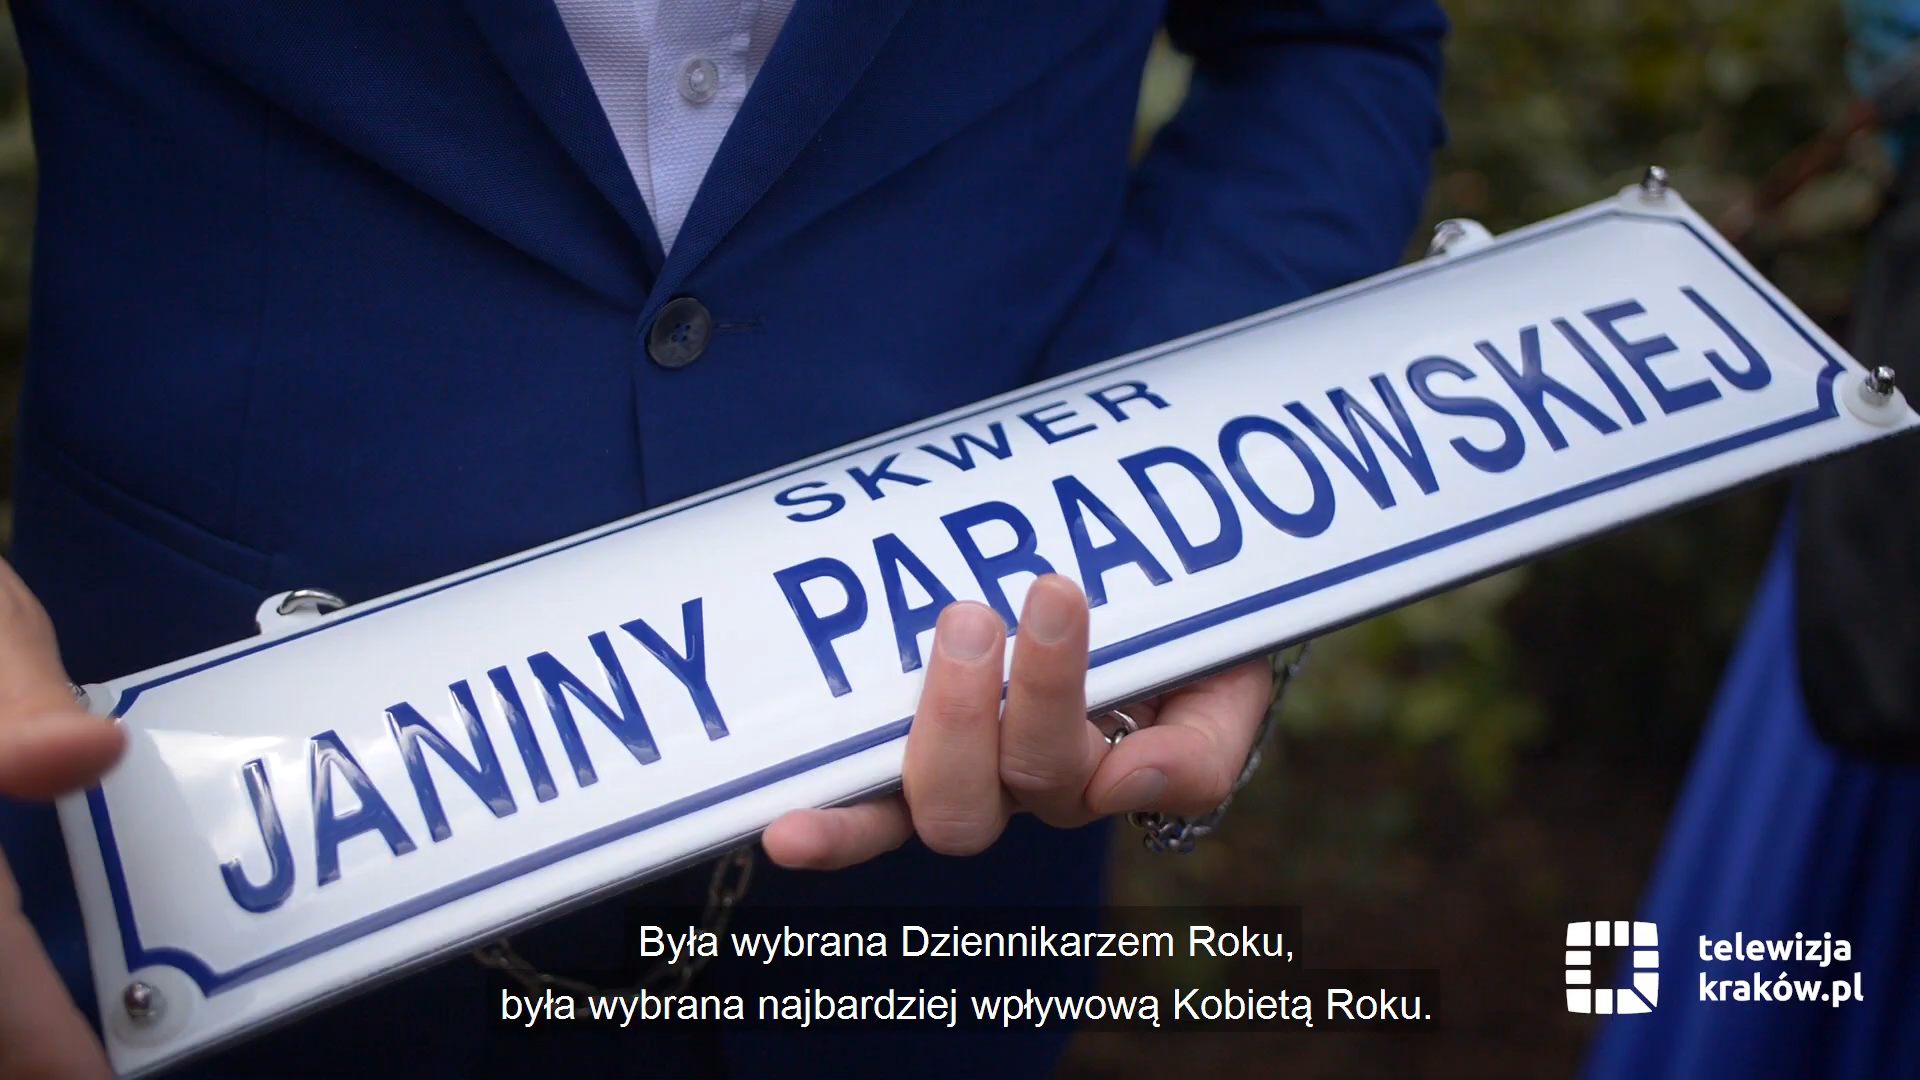 SKWER
JANINY PARADOWSKIEJ
Była wybrana Dziennikarzem Roku,
była wybrana najbardziej wpływową Kobietą Roku.
telewizja
kraków.pl